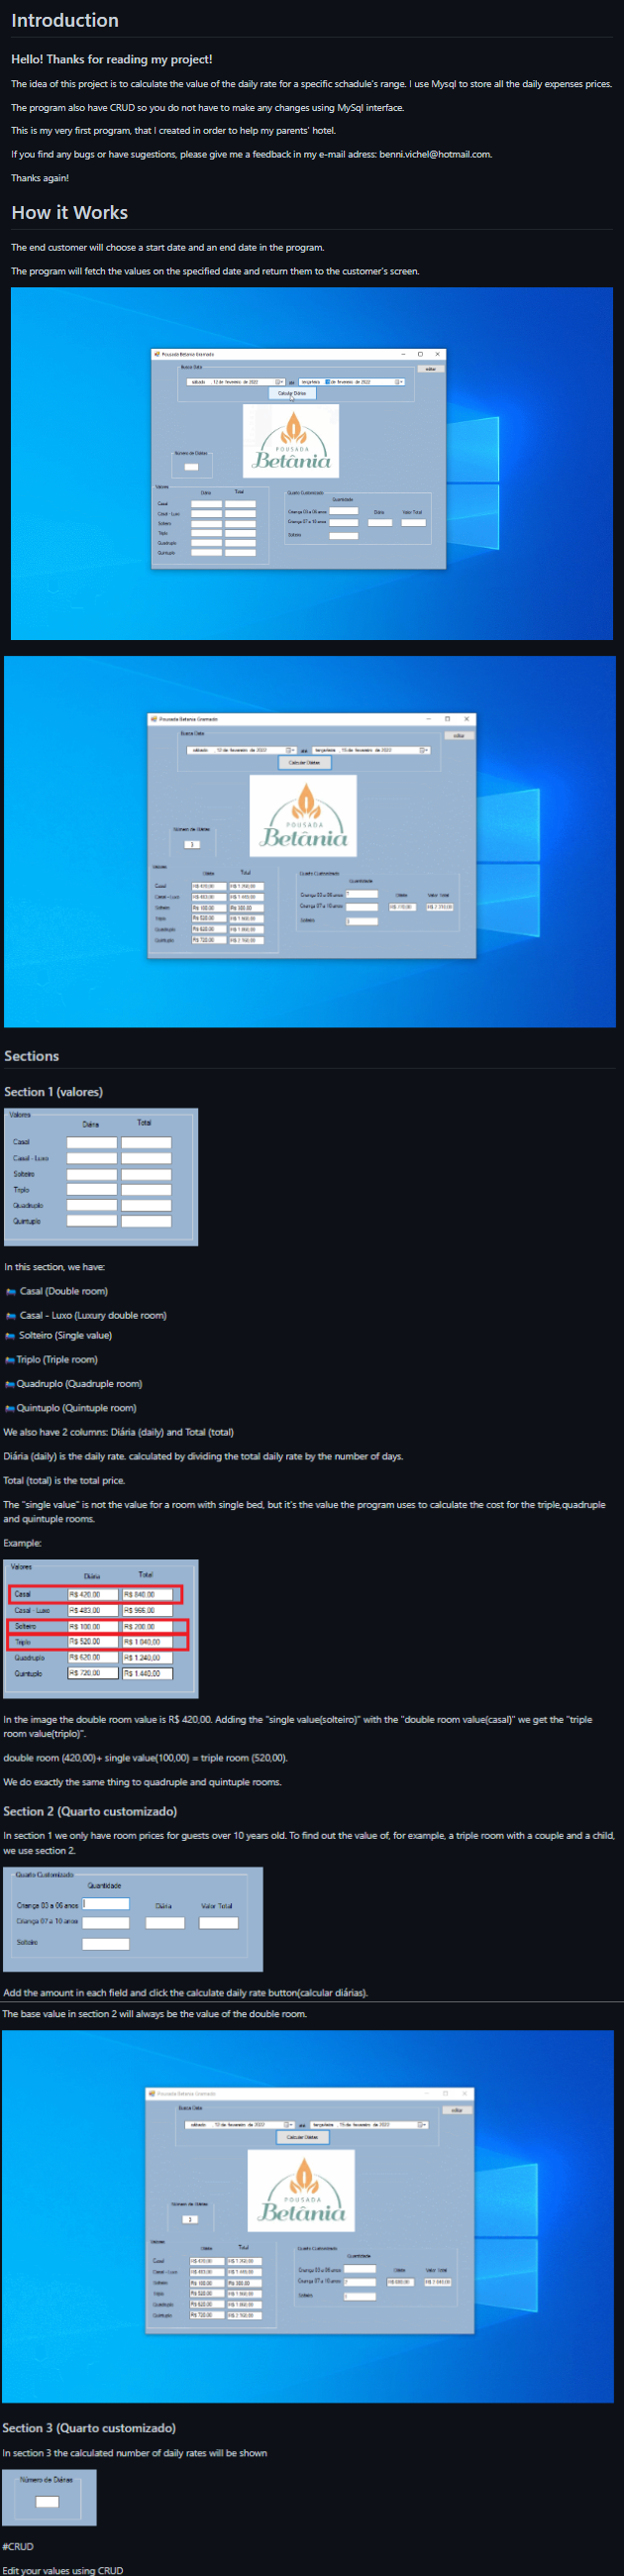 Introduction
Hello! Thanks for reading my project!
The idea of this project is to calculate the value of the daily rate for a specific schadule's range. I use Mysql to store all the daily expenses prices.
The program also have CRUD so you do not have to make any changes using MySql interface.
This is my very first program, that I created in order to help my parents' hotel.
If you find any bugs or have sugestions, please give me a feedback in my e-mail adress: benni.vichel@hotmail.com.
Thanks again!
How it Works
The end customer will choose a start date and an end date in the program.
The program will fetch the values on the specified date and return them to the customer's screen.
Pousada Betania Gramado
Busca Data
editar
sábado , 12 de fevereiro de 2022
até
terça-feira de fevereiro de 2022
Calcular Diárias
POUSADA
Betânia
Número de Diárias
Valores
Diária Total
Casal
Casal - Luxo
Solteiro
Triplo
Quadruplo
Quintuplo
Quarto Customizado
Quantidade
Criança 03 a 06 anos
Diária Valor Total
Criança 07 a 10 anos
Solteiro
Pousada Betania Gramado
Busca Data
editar
sábado , 12 de fevereiro de 2022
até
terça-feira , 15 de fevereiro de 2022
Calcular Diárias
POUSADA
Betânia
Número de Diárias
3
Valores
Diária Total
Casal R$ 420,00 R$ 1.260,00
Casal - Luxo R$ 483,00 R$ 1.449,00
Solteiro R$ 100,00 R$ 300,00
Triplo R$ 520,00 R$ 1.560,00
Quadruplo R$ 620,00 R$ 1.860,00
Quintuplo R$ 720,00 R$ 2.160,00
Quarto Customizado
Quantidade
Criança 03 a 06 anos
Diária Valor Total
Criança 07 a 10 anos
Solteiro
Sections
Section 1 (valores)
Valores
Diária Total
Casal
Casal - Luxo
Solteiro
Triplo
Quadruplo
Quintuplo
In this section, we have:
Casal (Double room)
Casal - Luxo (Luxury double room)
Solteiro (Single value)
Triplo (Triple room)
Quadruplo (Quadruple room)
Quintuplo (Quintuple room)
We also have 2 columns: Diária (daily) and Total (total)
Diária (daily) is the daily rate. calculated by dividing the total daily rate by the number of days.
Total (total) is the total price.
The "single value" is not the value for a room with single bed, but it's the value the program uses to calculate the cost for the triple,quadruple
and quintuple rooms.
Example:
Valores
Diária Total
Casal R$ 420,00 R$ 840,00
Casal - Luxo R$ 483,00 R$ 966,00
Solteiro R$ 100,00 R$ 200,00
Triplo R$ 520,00 R$ 1.040,00
Quadruplo R$ 620,00 R$ 1.240,00
Quintuplo R$ 720,00 R$ 1.440,00
In the image the double room value is R$ 420,00. Adding the "single value(solteiro)" with the "double room value(casal)" we get the "triple
room value(triplo)".
double room (420,00)+ single value(100,00) = triple room (520,00).
We do exactly the same thing to quadruple and quintuple rooms.
Section 2 (Quarto customizado)
In section 1 we only have room prices for guests over 10 years old. To find out the value of, for example, a triple room with a couple and a child,
we use section 2.
Quarto Customizado
Quantidade
Criança 03 a 06 anos
Diária Valor Total
Criança 07 a 10 anos
Solteiro
Add the amount in each field and click the calculate daily rate button(calcular diárias).
The base value in section 2 will always be the value of the double room.
Pousada Betania Gramado
Busca Data
editar
sábado , 12 de fevereiro de 2022
até
terça-feira , 15 de fevereiro de 2022
Calcular Diárias
POUSADA
Betânia
Número de Diárias
3
Valores
Diária Total
Casal R$ 420,00 R$ 1.260,00
Casal - Luxo R$ 483,00 R$ 1.449,00
Solteiro R$ 100,00 R$ 300,00
Triplo R$ 520,00 R$ 1.560,00
Quadruplo R$ 620,00 R$ 1.860,00
Quintuplo R$ 720,00 R$ 2.160,00
Quarto Customizado
Quantidade
Criança 03 a 06 anos
Diária Valor Total
Criança 07 a 10 anos
Solteiro
Section 3 (Quarto customizado)
In section 3 the calculated number of daily rates will be shown
Número de Diárias
#CRUD
Edit your values using CRUD